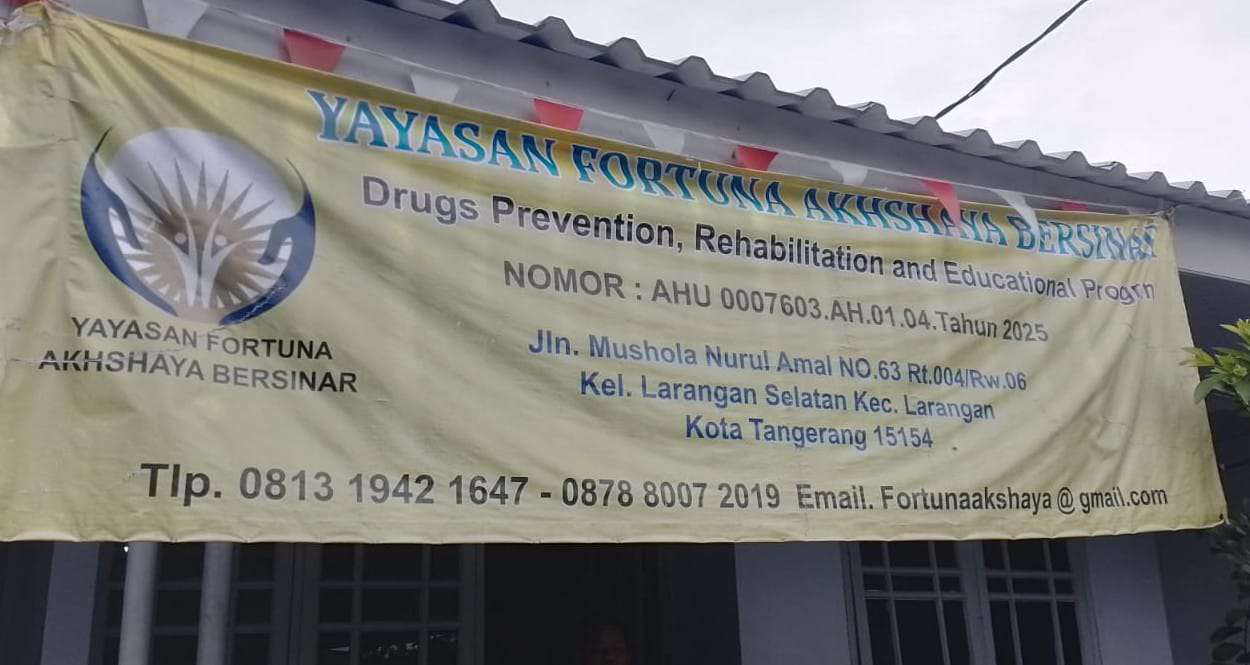 YAYASAN FORTUNA AKHSHAYA BERSINAR
Drugs Prevention, Rehabilitation and Educational
NOMOR : AHU 0007603.AH.01.04.Tahun 2025
Jln. Mushola Nurul Amal NO.63 Rt.004/Rw.06
Kel. Larangan Selatan Kec. Larangan
Kota Tangerang 15154
YAYASAN FORTUNA
AKHSHAYA BERSINAR
Tlp. 0813 1942 1647 - 0878 8007 2019 Email. Fortunaakshaya @ gmail.com